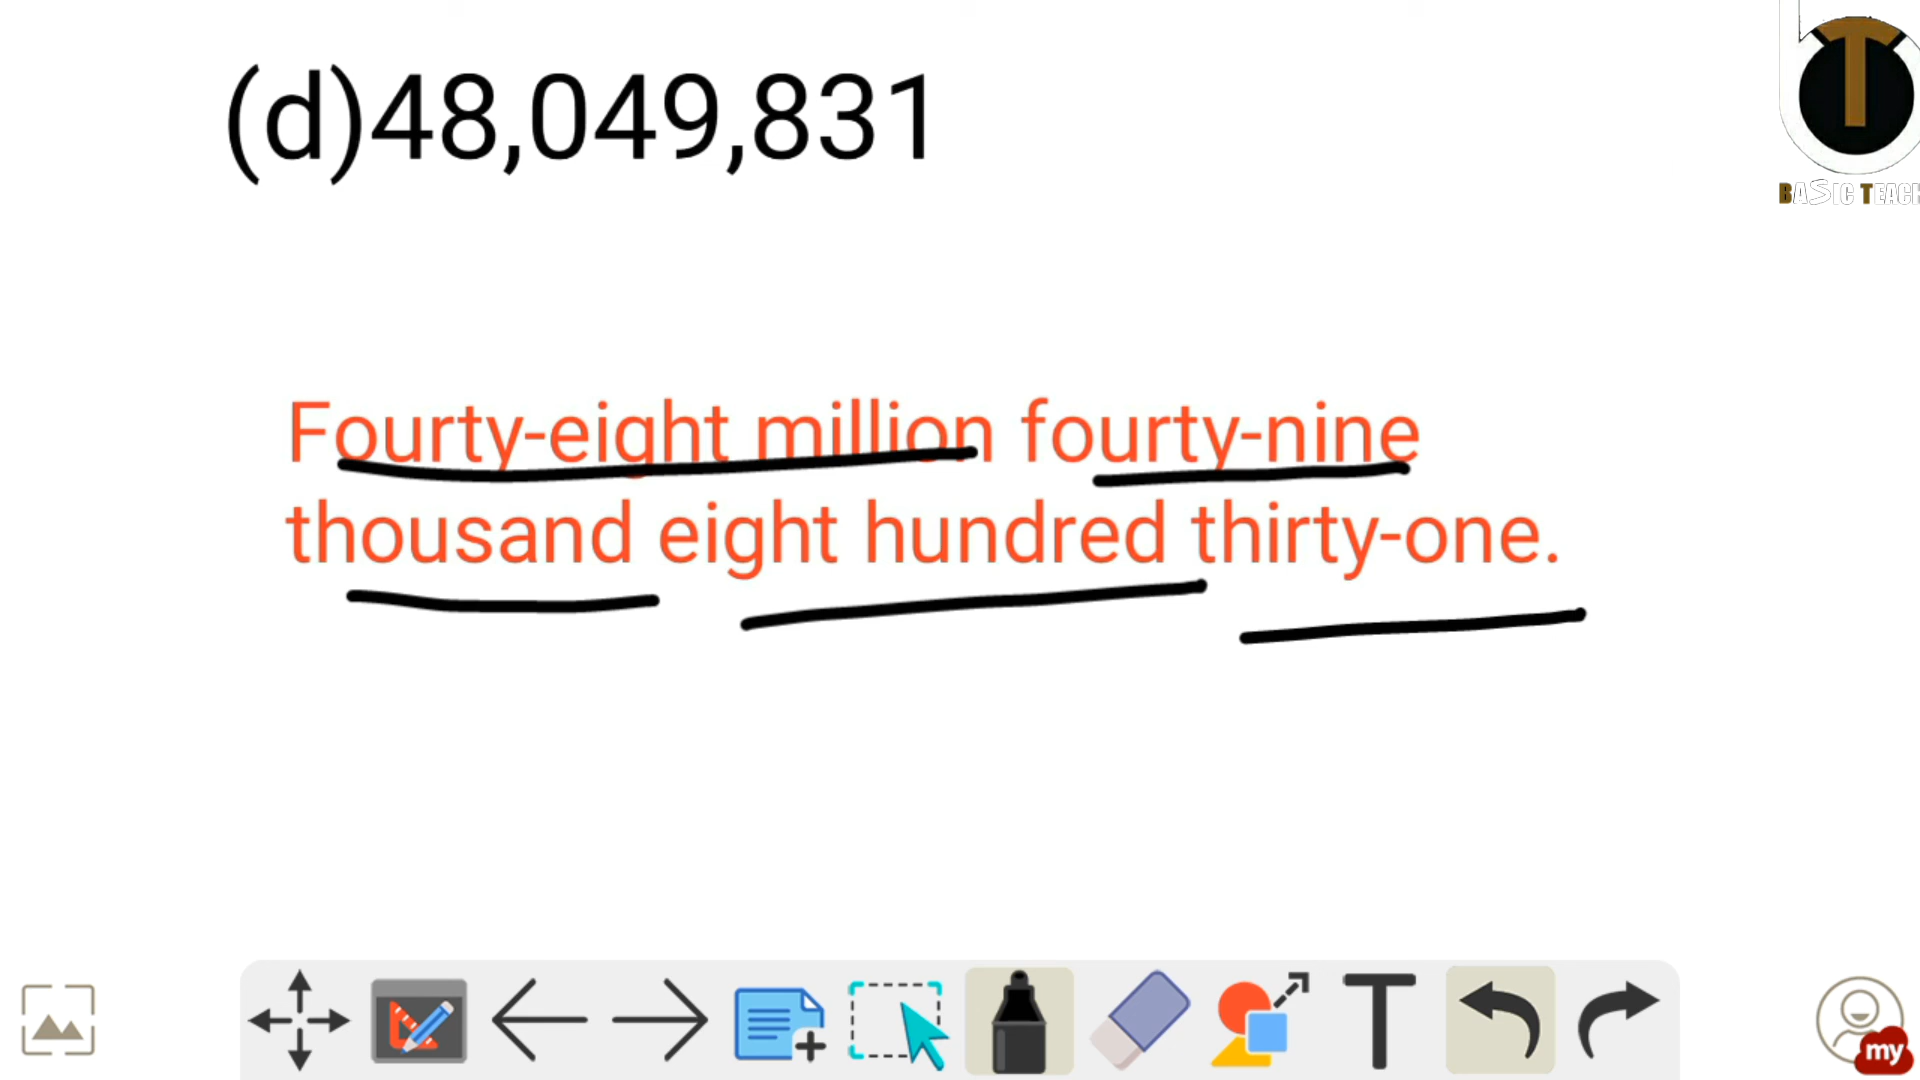 (d)48,049,831
Fourty-eight million fourty-nine
thousand eight hundred thirty-one.
BASIC TEACH
T
my